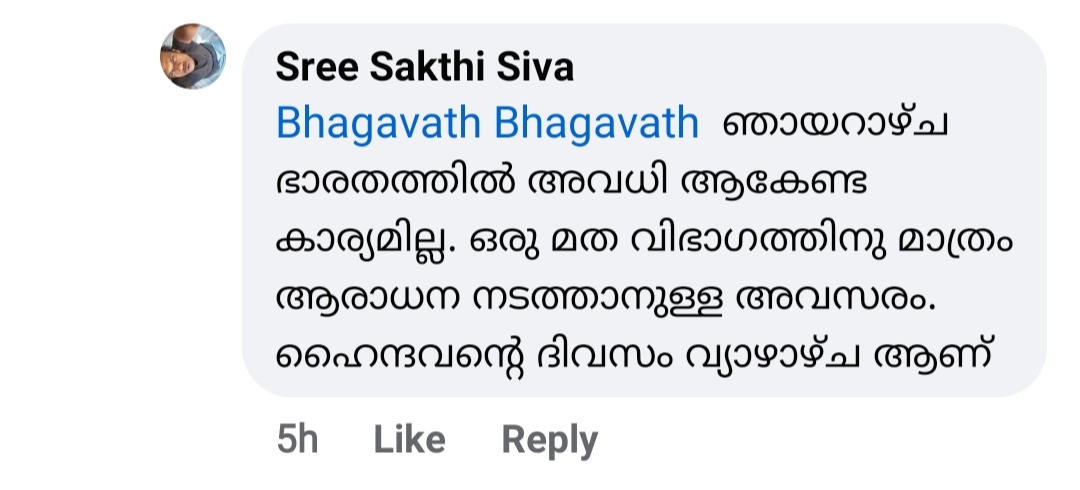 Sree Sakthi Siva
Bhagavath Bhagavath ഞായറാഴ്ച
ഭാരതത്തിൽ അവധി ആകേണ്ട
കാര്യമില്ല. ഒരു മത വിഭാഗത്തിനു മാത്രം
ആരാധന നടത്താനുള്ള അവസരം.
ഹൈന്ദവന്റെ ദിവസം വ്യാഴാഴ്ച ആണ്
5h Like Reply